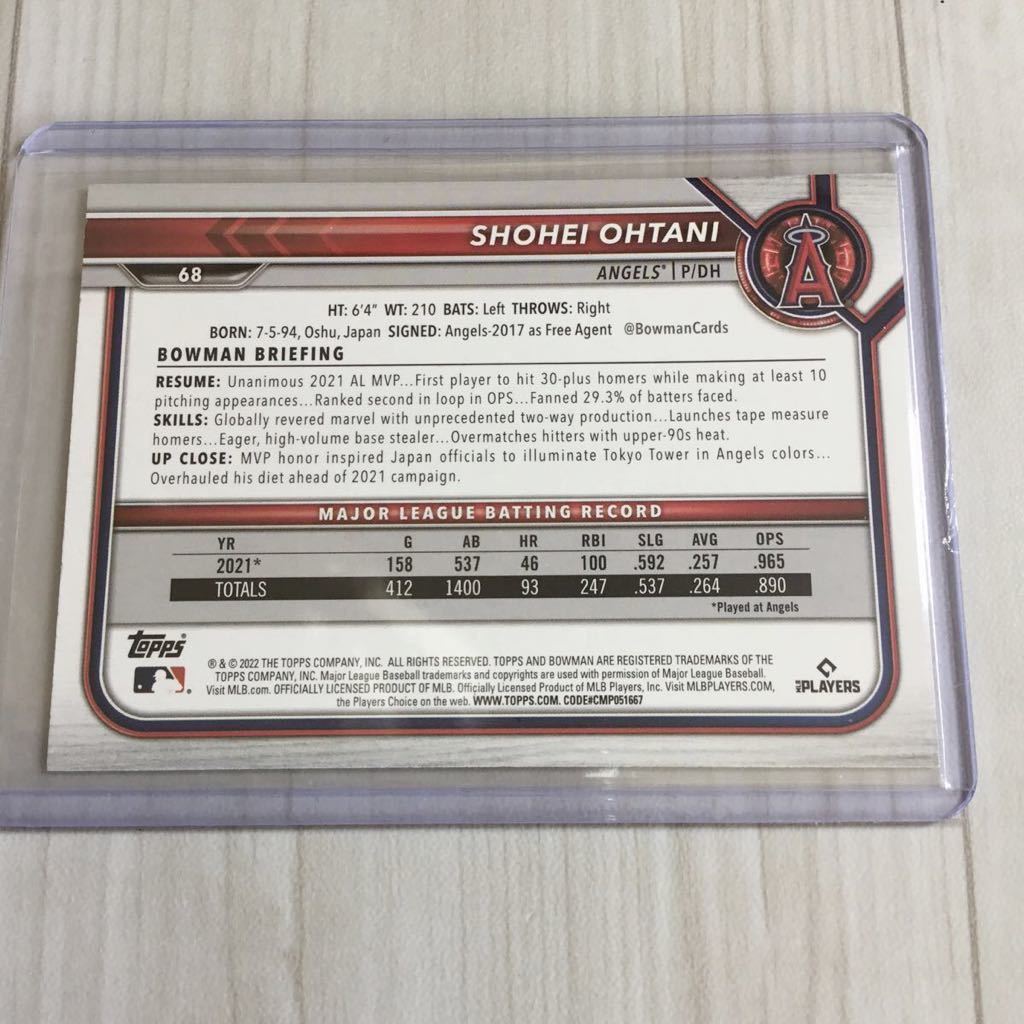 SHOHEI OHTANI
68
ANGELS® | P/DH
A
HT: 6'4" WT: 210 BATS: Left THROWS: Right
BORN: 7-5-94, Oshu, Japan SIGNED: Angels-2017 as Free Agent @BowmanCards
BOWMAN BRIEFING
RESUME: Unanimous 2021 AL MVP...First player to hit 30-plus homers while making at least 10
pitching appearances...Ranked second in loop in OPS...Fanned 29.3% of batters faced.
SKILLS: Globally revered marvel with unprecedented two-way production...Launches tape measure
homers...Eager, high-volume base stealer...Overmatches hitters with upper-90s heat.
UP CLOSE: MVP honor inspired Japan officials to illuminate Tokyo Tower in Angels colors...
Overhauled his diet ahead of 2021 campaign.
MAJOR LEAGUE BATTING RECORD
YR G AB HR RBI SLG AVG OPS
2021* 158 537 46 100 .592 .257 .965
TOTALS 412 1400 93 247 .537 .264 .890
*Played at Angels
Topps
® & © 2022 THE TOPPS COMPANY, INC. ALL RIGHTS RESERVED. TOPPS AND BOWMAN ARE REGISTERED TRADEMARKS OF THE
TOPPS COMPANY, INC. Major League Baseball trademarks and copyrights are used with permission of Major League Baseball.
Visit MLB.com. OFFICIALLY LICENSED PRODUCT OF MLB. Officially Licensed Product of MLB Players, Inc. Visit MLBPLAYERS.COM,
the Players Choice on the web. WWW.TOPPS.COM. CODE#CMP051667
MLB PLAYERS